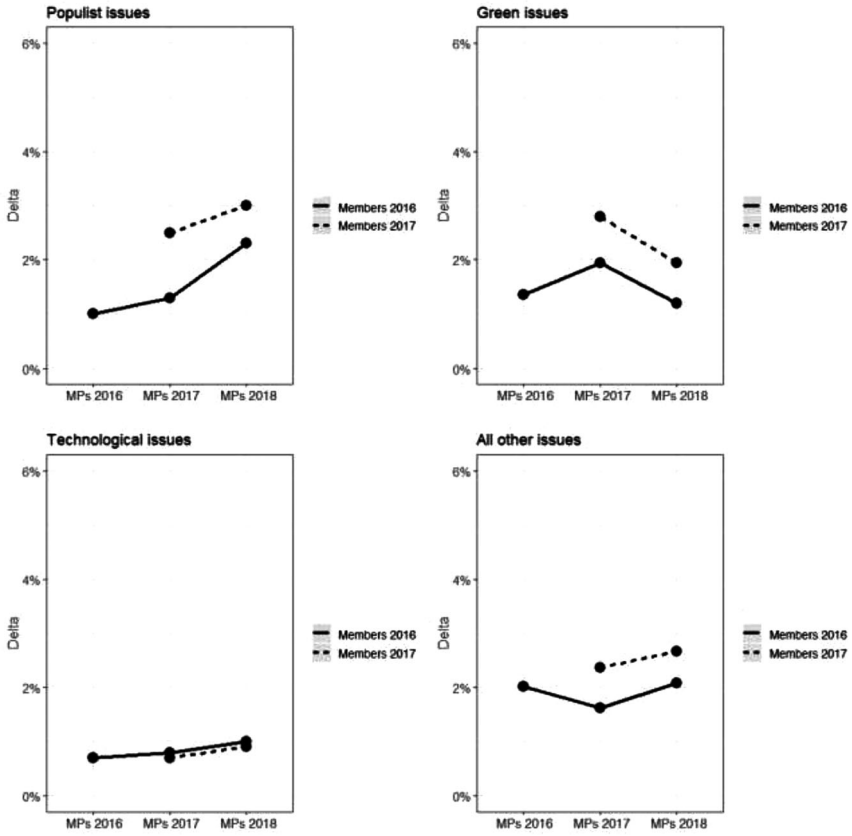 Populist issues
6%
4%
2%
0%
Delta
MPs 2016 MPs 2017 MPs 2018
Members 2016
Members 2017
Green issues
6%
4%
2%
0%
Delta
MPs 2016 MPs 2017 MPs 2018
Members 2016
Members 2017
Technological issues
6%
4%
2%
0%
Delta
MPs 2016 MPs 2017 MPs 2018
Members 2016
Members 2017
All other issues
6%
4%
2%
0%
Delta
MPs 2016 MPs 2017 MPs 2018
Members 2016
Members 2017